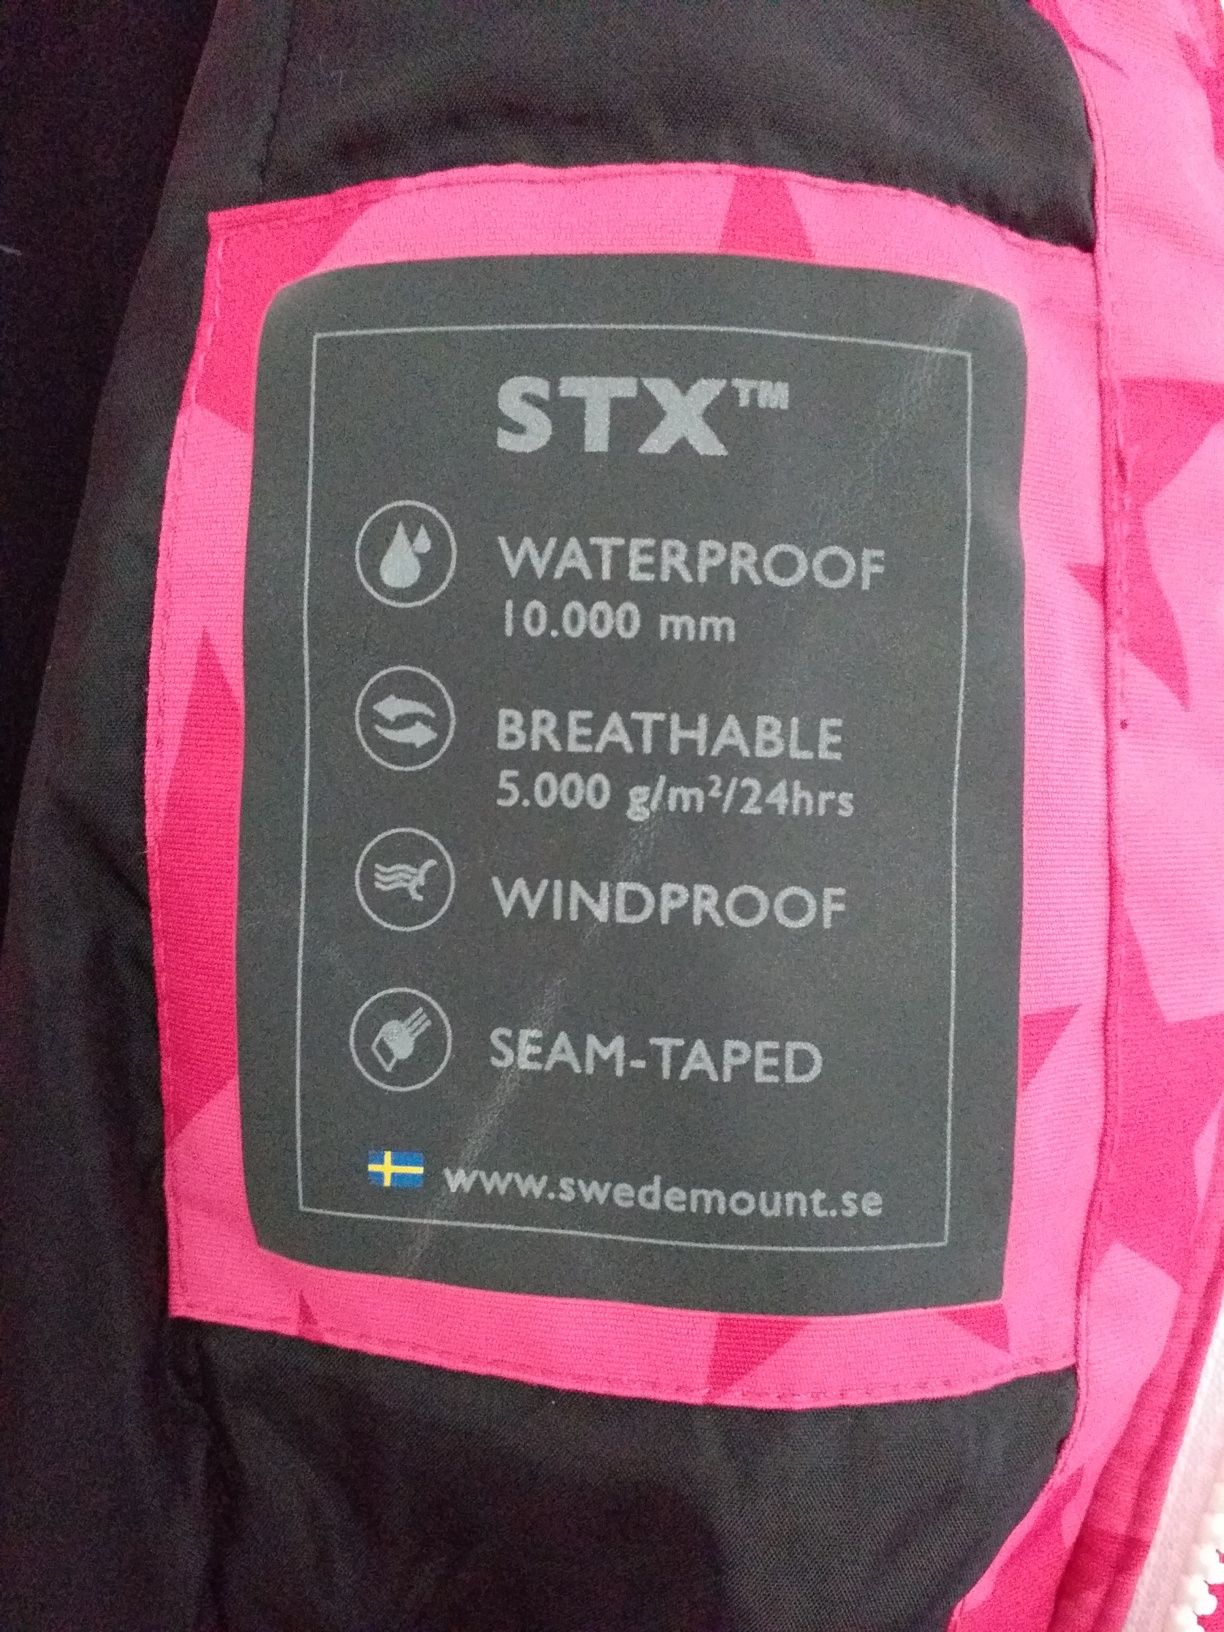 STX™
WATERPROOF
10.000 mm
BREATHABLE
5.000 g/m²/24hrs
WINDPROOF
SEAM-TAPED
www.swedemount.se